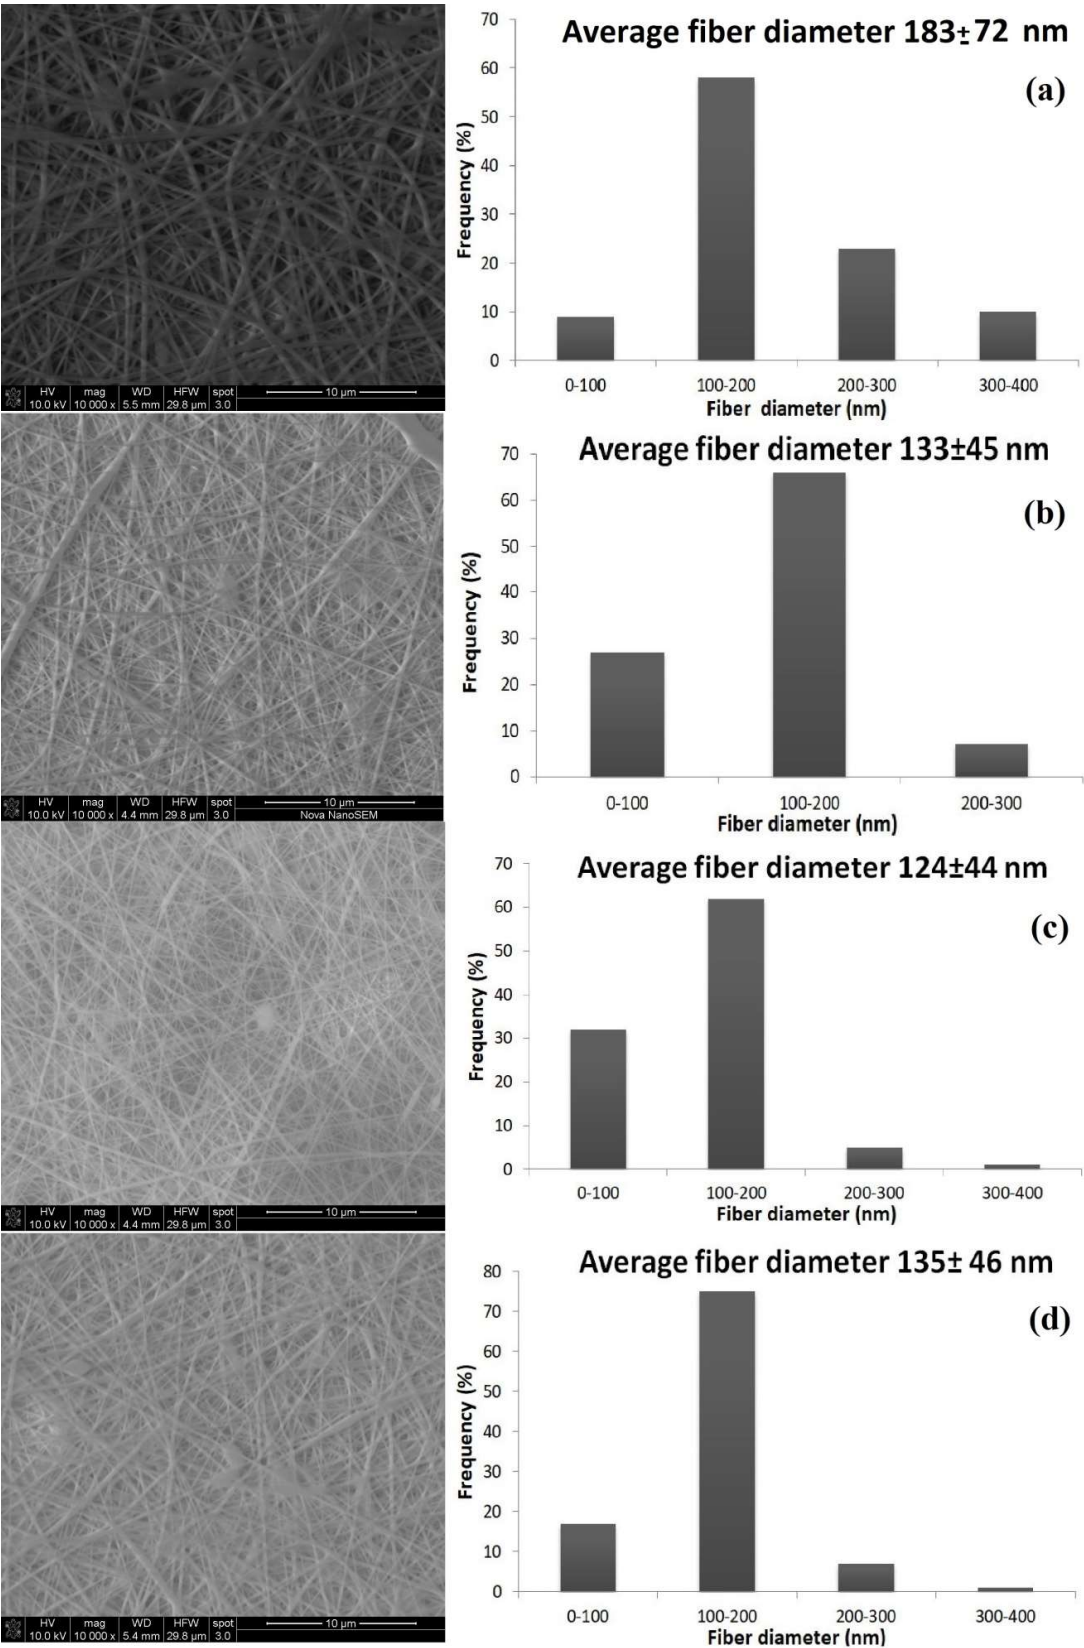 Average fiber diameter 183±72 nm
(a)
Frequency (%)
70
60
50
40
30
20
10
0
0-100 100-200 200-300 300-400
Fiber diameter (nm)
HV mag WD HFW spot 10 µm
10.0 kV 10 000 x 5.5 mm 29.8 µm 3.0
Average fiber diameter 133±45 nm
(b)
Frequency (%)
70
60
50
40
30
20
10
0
0-100 100-200 200-300
Fiber diameter (nm)
HV mag WD HFW spot 10 µm
10.0 kV 10 000 x 4.4 mm 29.8 µm 3.0 Nova NanoSEM
Average fiber diameter 124±44 nm
(c)
Frequency (%)
70
60
50
40
30
20
10
0
0-100 100-200 200-300 300-400
Fiber diameter (nm)
HV mag WD HFW spot 10 µm
10.0 kV 10 000 x 4.4 mm 29.8 µm 3.0
Average fiber diameter 135± 46 nm
(d)
Frequency (%)
80
70
60
50
40
30
20
10
0
0-100 100-200 200-300 300-400
Fiber diameter (nm)
HV mag WD HFW spot 10 µm
10.0 kV 10 000 x 5.4 mm 29.8 µm 3.0